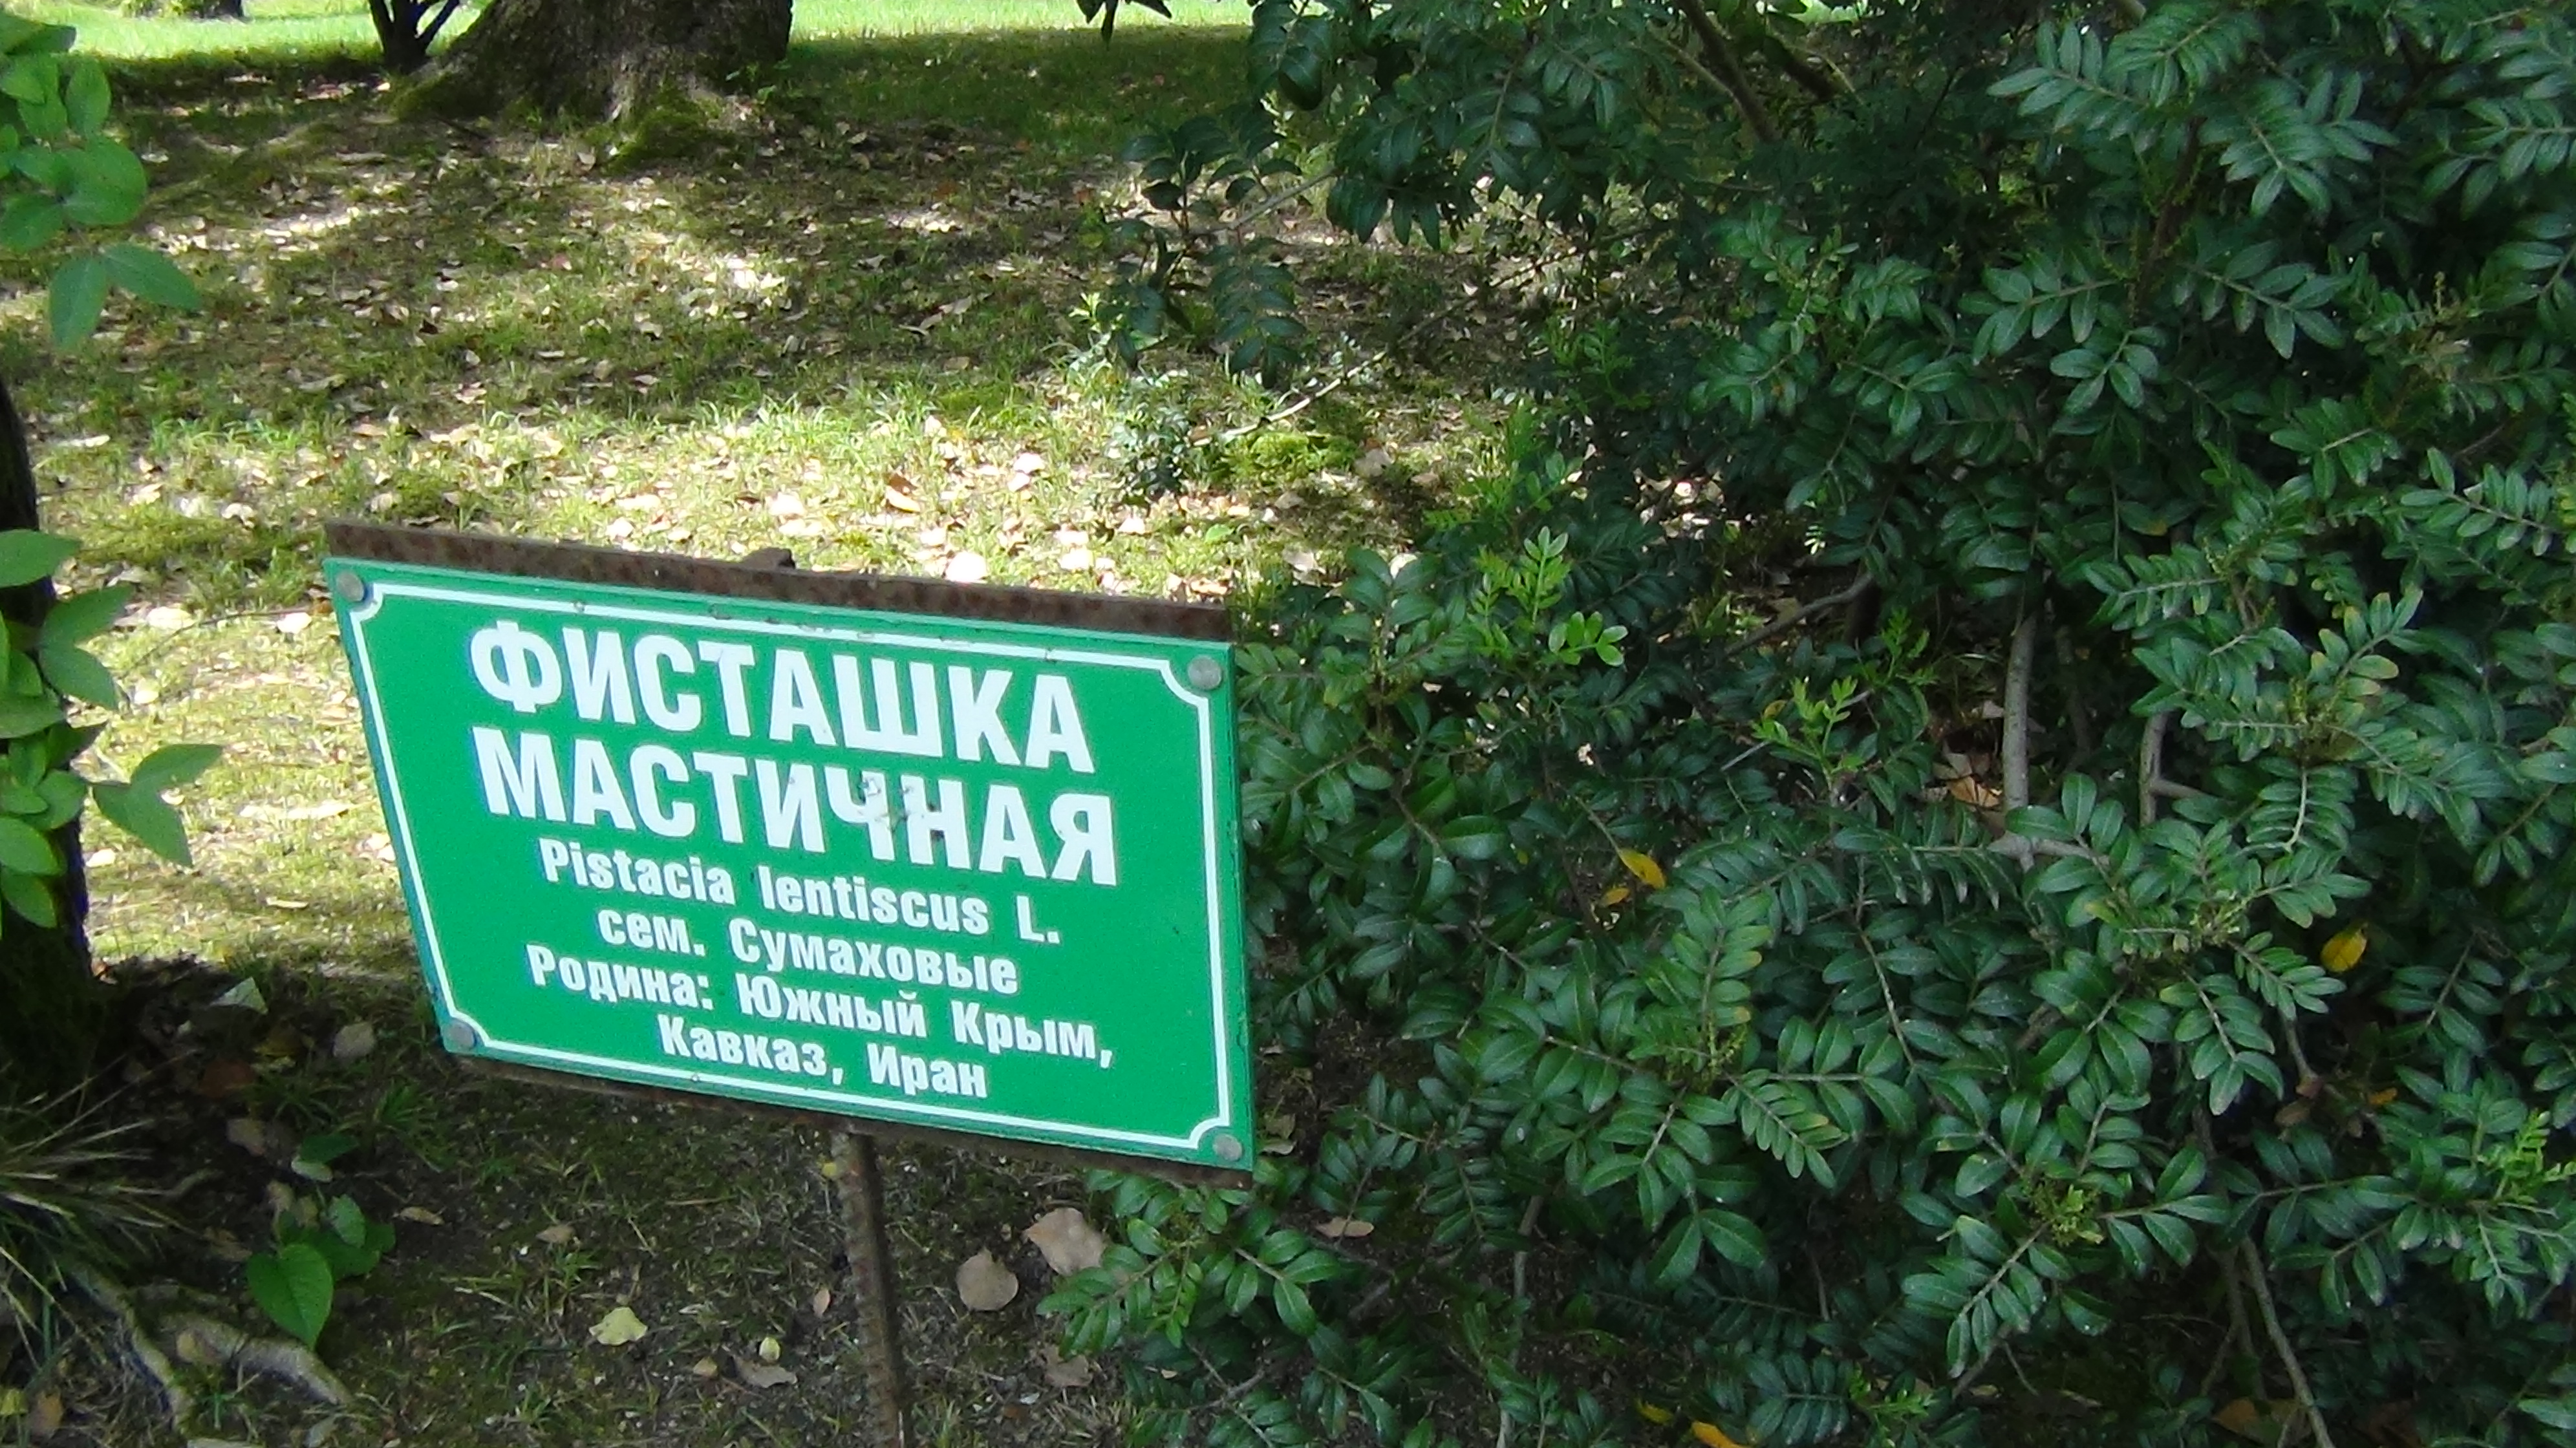 ФИСТАШКА
МАСТИЧНАЯ
Pistacia lentiscus L.
сем. Сумаховые
Родина: Южный Крым,
Кавказ, Иран